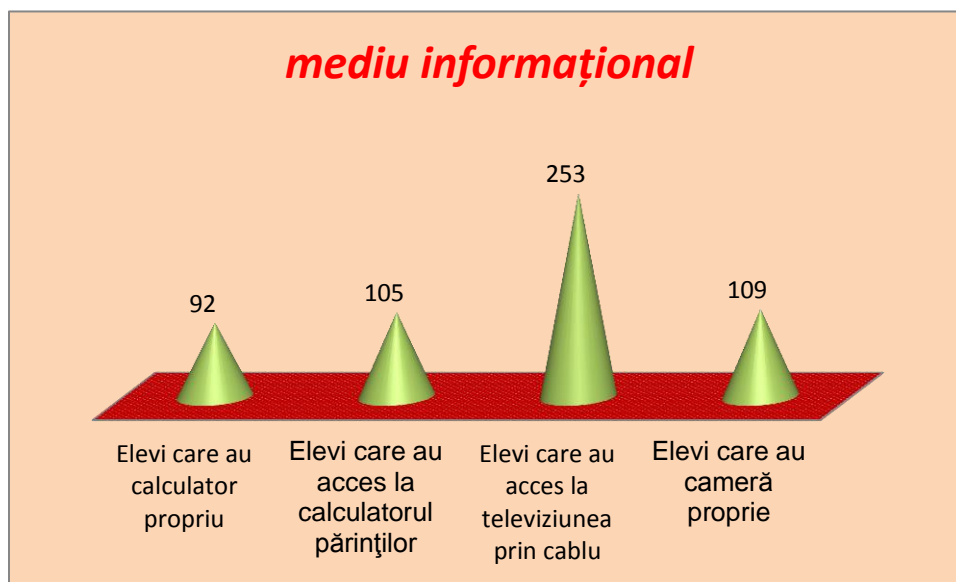 mediu informațional
253
92
105
109
Elevi care au
calculator
propriu
Elevi care au
acces la
calculatorul
părinţilor
Elevi care au
acces la
televiziunea
prin cablu
Elevi care au
cameră
proprie